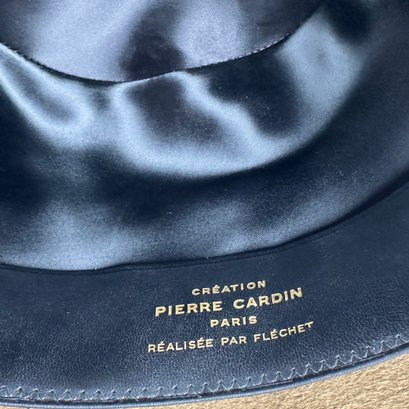 CRÉATION
PIERRE CARDIN
PARIS
RÉALISÉE PAR FLÉCHET